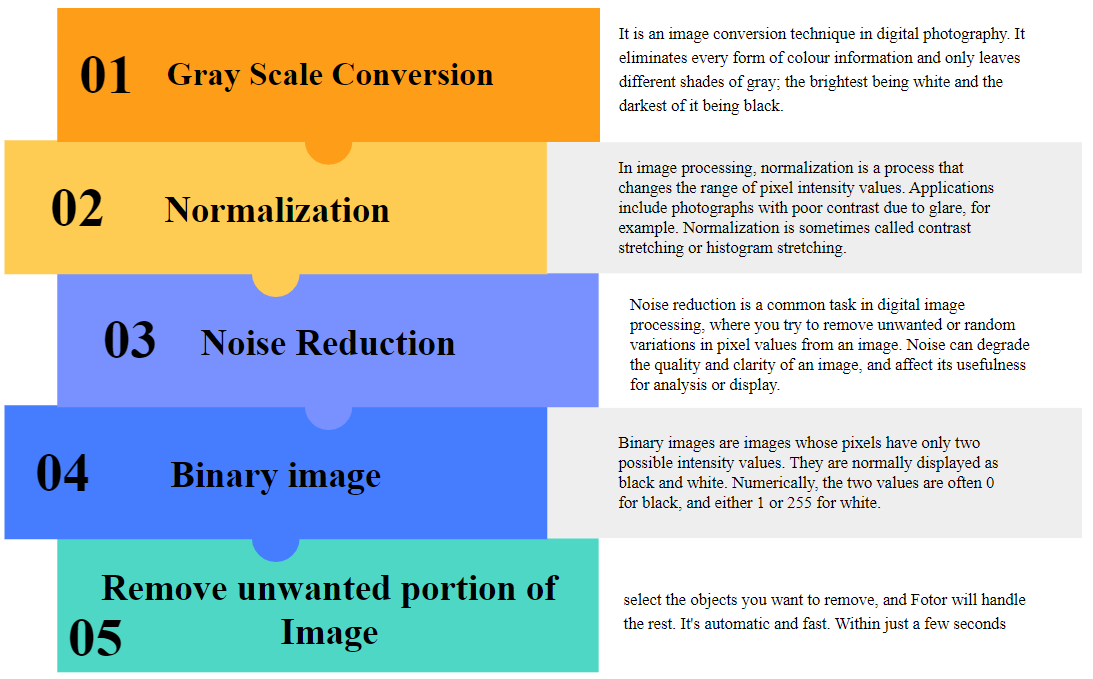 01 Gray Scale Conversion
It is an image conversion technique in digital photography. It
eliminates every form of colour information and only leaves
different shades of gray; the brightest being white and the
darkest of it being black.
02 Normalization
In image processing, normalization is a process that
changes the range of pixel intensity values. Applications
include photographs with poor contrast due to glare, for
example. Normalization is sometimes called contrast
stretching or histogram stretching.
03 Noise Reduction
Noise reduction is a common task in digital image
processing, where you try to remove unwanted or random
variations in pixel values from an image. Noise can degrade
the quality and clarity of an image, and affect its usefulness
for analysis or display.
04 Binary image
Binary images are images whose pixels have only two
possible intensity values. They are normally displayed as
black and white. Numerically, the two values are often 0
for black, and either 1 or 255 for white.
05
Remove unwanted portion of
Image
select the objects you want to remove, and Fotor will handle
the rest. It's automatic and fast. Within just a few seconds